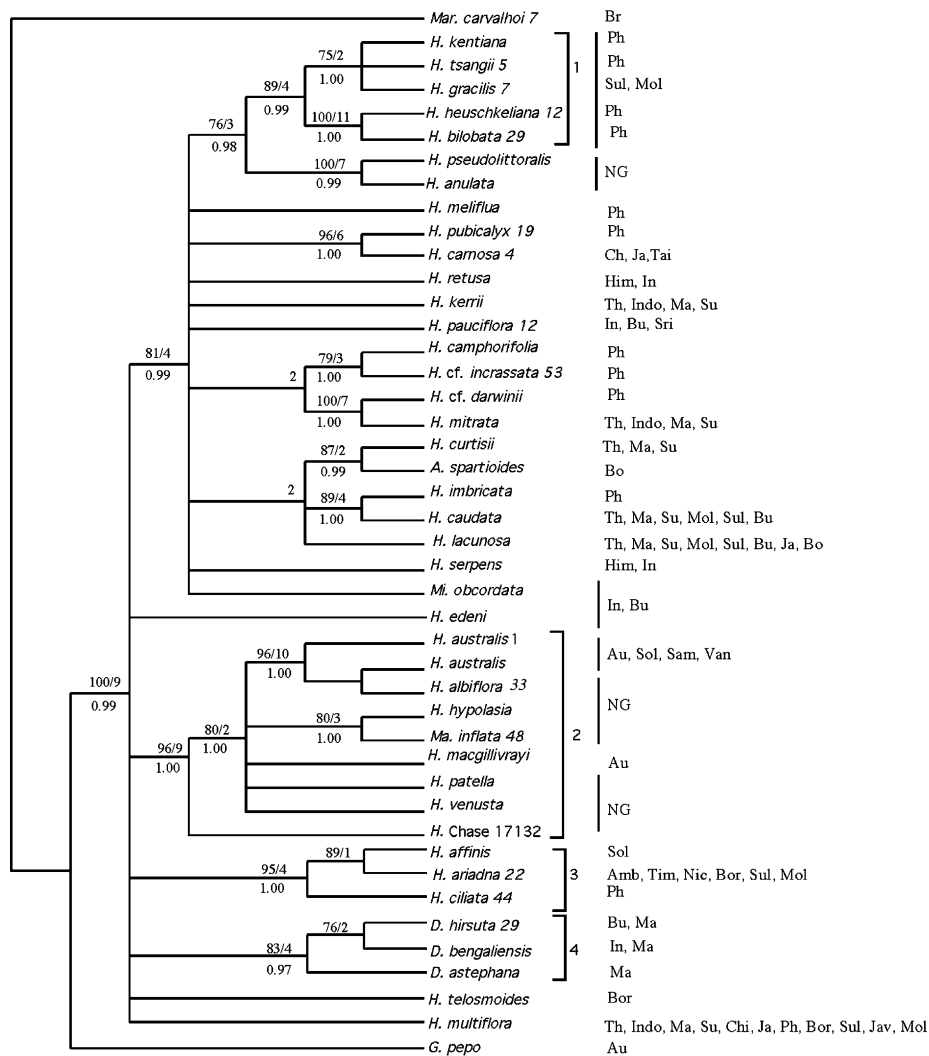 Mar. carvalhoi 7 Br
H. kentiana Ph
75/2
H. tsangii 5 Ph
1
1.00
89/4
H. gracilis 7 Sul, Mol
0.99
100/11
H. heuschkeliana 12 Ph
76/3
1.00
H. bilobata 29 Ph
0.98
100/7
H. pseudolittoralis
NG
0.99
H. anulata
H. meliflua Ph
96/6
H. pubicalyx 19 Ph
1.00
H. carnosa 4 Ch, Ja,Tai
H. retusa Him, In
H. kerrii Th, Indo, Ma, Su
H. pauciflora 12 In, Bu, Sri
81/4
0.99
79/3
H. camphorifolia Ph
2
1.00
H. cf. incrassata 53 Ph
100/7
H. cf. darwinii Ph
1.00
H. mitrata Th, Indo, Ma, Su
87/2
H. curtisii Th, Ma, Su
0.99
A. spartioides Bo
2
89/4
H. imbricata Ph
1.00
H. caudata Th, Ma, Su, Mol, Sul, Bu
H. lacunosa Th, Ma, Su, Mol, Sul, Bu, Ja, Bo
H. serpens Him, In
Mi. obcordata
In, Bu
H. edeni
96/10
H. australis 1
Au, Sol, Sam, Van
1.00
H. australis
100/9
0.99
H. albiflora 33
NG
80/3
H. hypolasia
80/2
1.00
1.00
Ma. inflata 48
2
96/9
1.00
H. macgillivrayi Au
H. patella
NG
H. venusta
H. Chase 17132
89/1
H. affinis Sol
95/4
1.00
H. ariadna 22 3 Amb, Tim, Nic, Bor, Sul, Mol
H. ciliata 44 Ph
76/2
D. hirsuta 29 Bu, Ma
83/4
0.97
D. bengaliensis 4 In, Ma
D. astephana Ma
H. telosmoides Bor
H. multiflora Th, Indo, Ma, Su, Chi, Ja, Ph, Bor, Sul, Jav, Mol
G. pepo Au